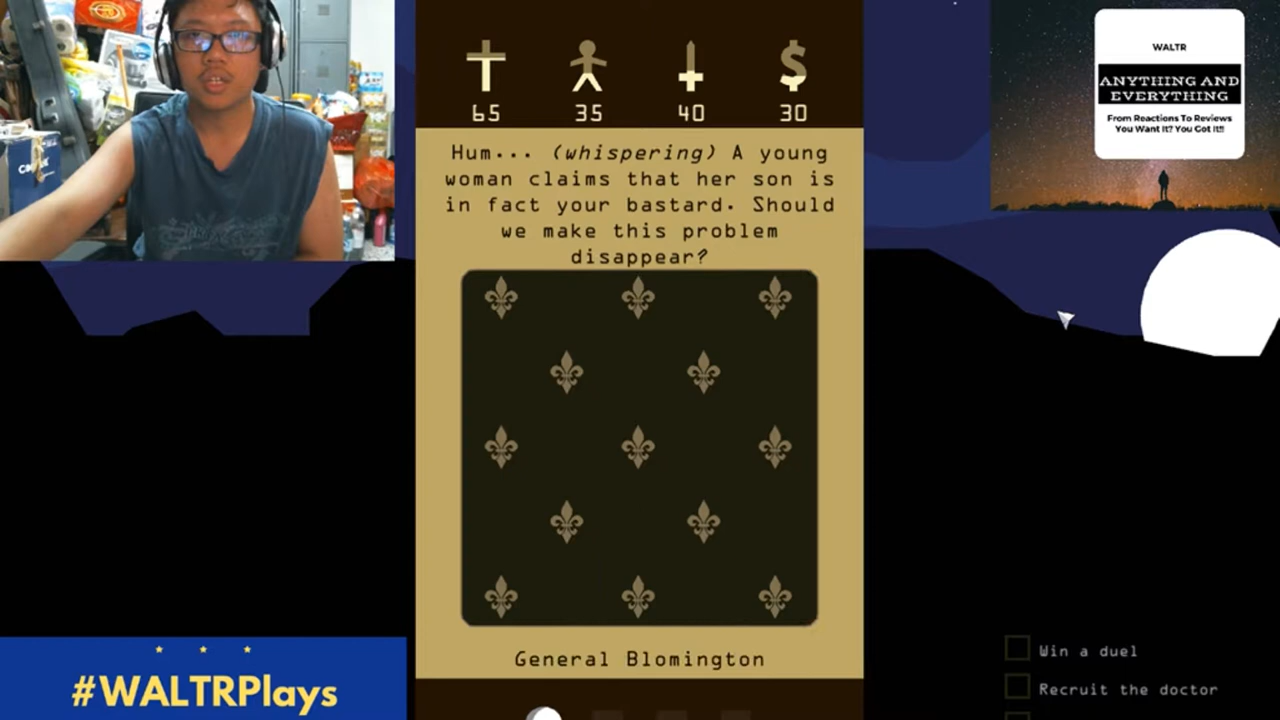 65 35 40 30
Hum... (whispering) A young
woman claims that her son is
in fact your bastard. Should
we make this problem
disappear?
General Blomington
WALTR
ANYTHING AND
EVERYTHING
From Reactions To Reviews
You Want It? You Got It!!
#WALTRPlays
Win a duel
Recruit the doctor